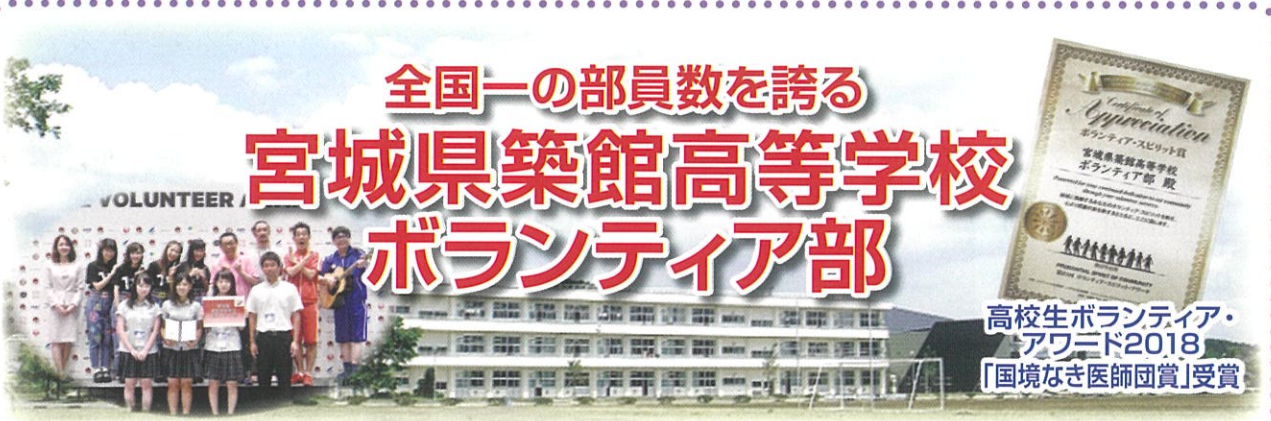 全国一の部員数を誇る
宮城県築館高等学校
ボランティア部
VOLUNTEER
Certificate of
Appreciation
ボランティア・スピリット賞
宮城県築館高等学校
ボランティア部 殿
高校生ボランティア・
アワード2018
「国境なき医師団賞」受賞